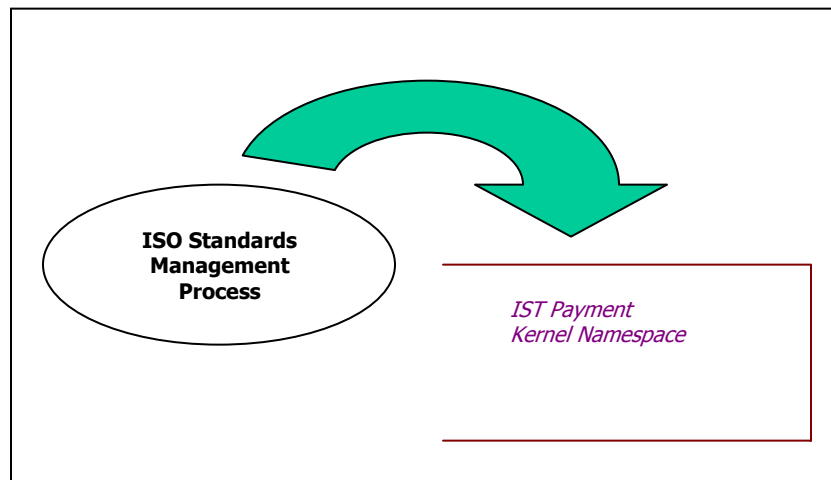 ISO Standards
Management
Process
IST Payment
Kernel Namespace